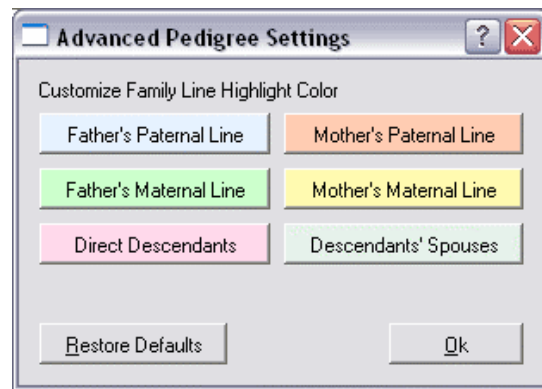 Advanced Pedigree Settings
Customize Family Line Highlight Color
Father's Paternal Line
Mother's Paternal Line
Father's Maternal Line
Mother's Maternal Line
Direct Descendants
Descendants' Spouses
Restore Defaults
Ok